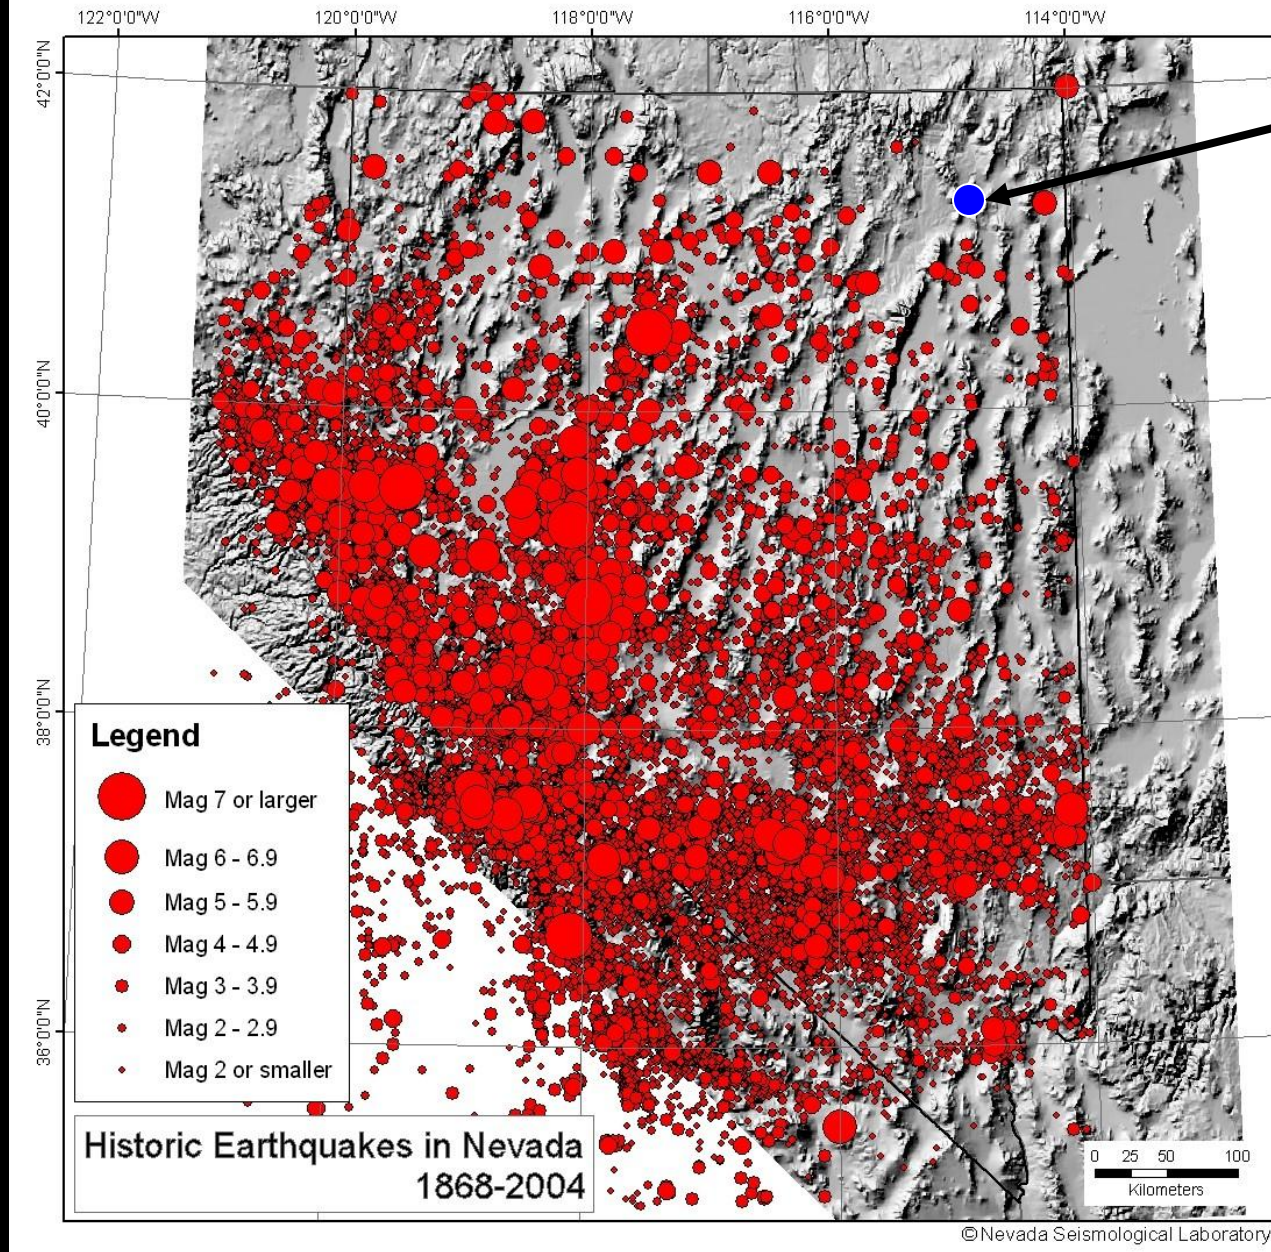 122°0'0"W 120°0'0"W 118°0'0"W 116°0'0"W 114°0'0"W
42°0'0"N
40°0'0"N
38°0'0"N
36°0'0"N
Legend
Mag 7 or larger
Mag 6 - 6.9
Mag 5 - 5.9
Mag 4 - 4.9
Mag 3 - 3.9
Mag 2 - 2.9
Mag 2 or smaller
Historic Earthquakes in Nevada
1868-2004
0 25 50 100
Kilometers
©Nevada Seismological Laboratory